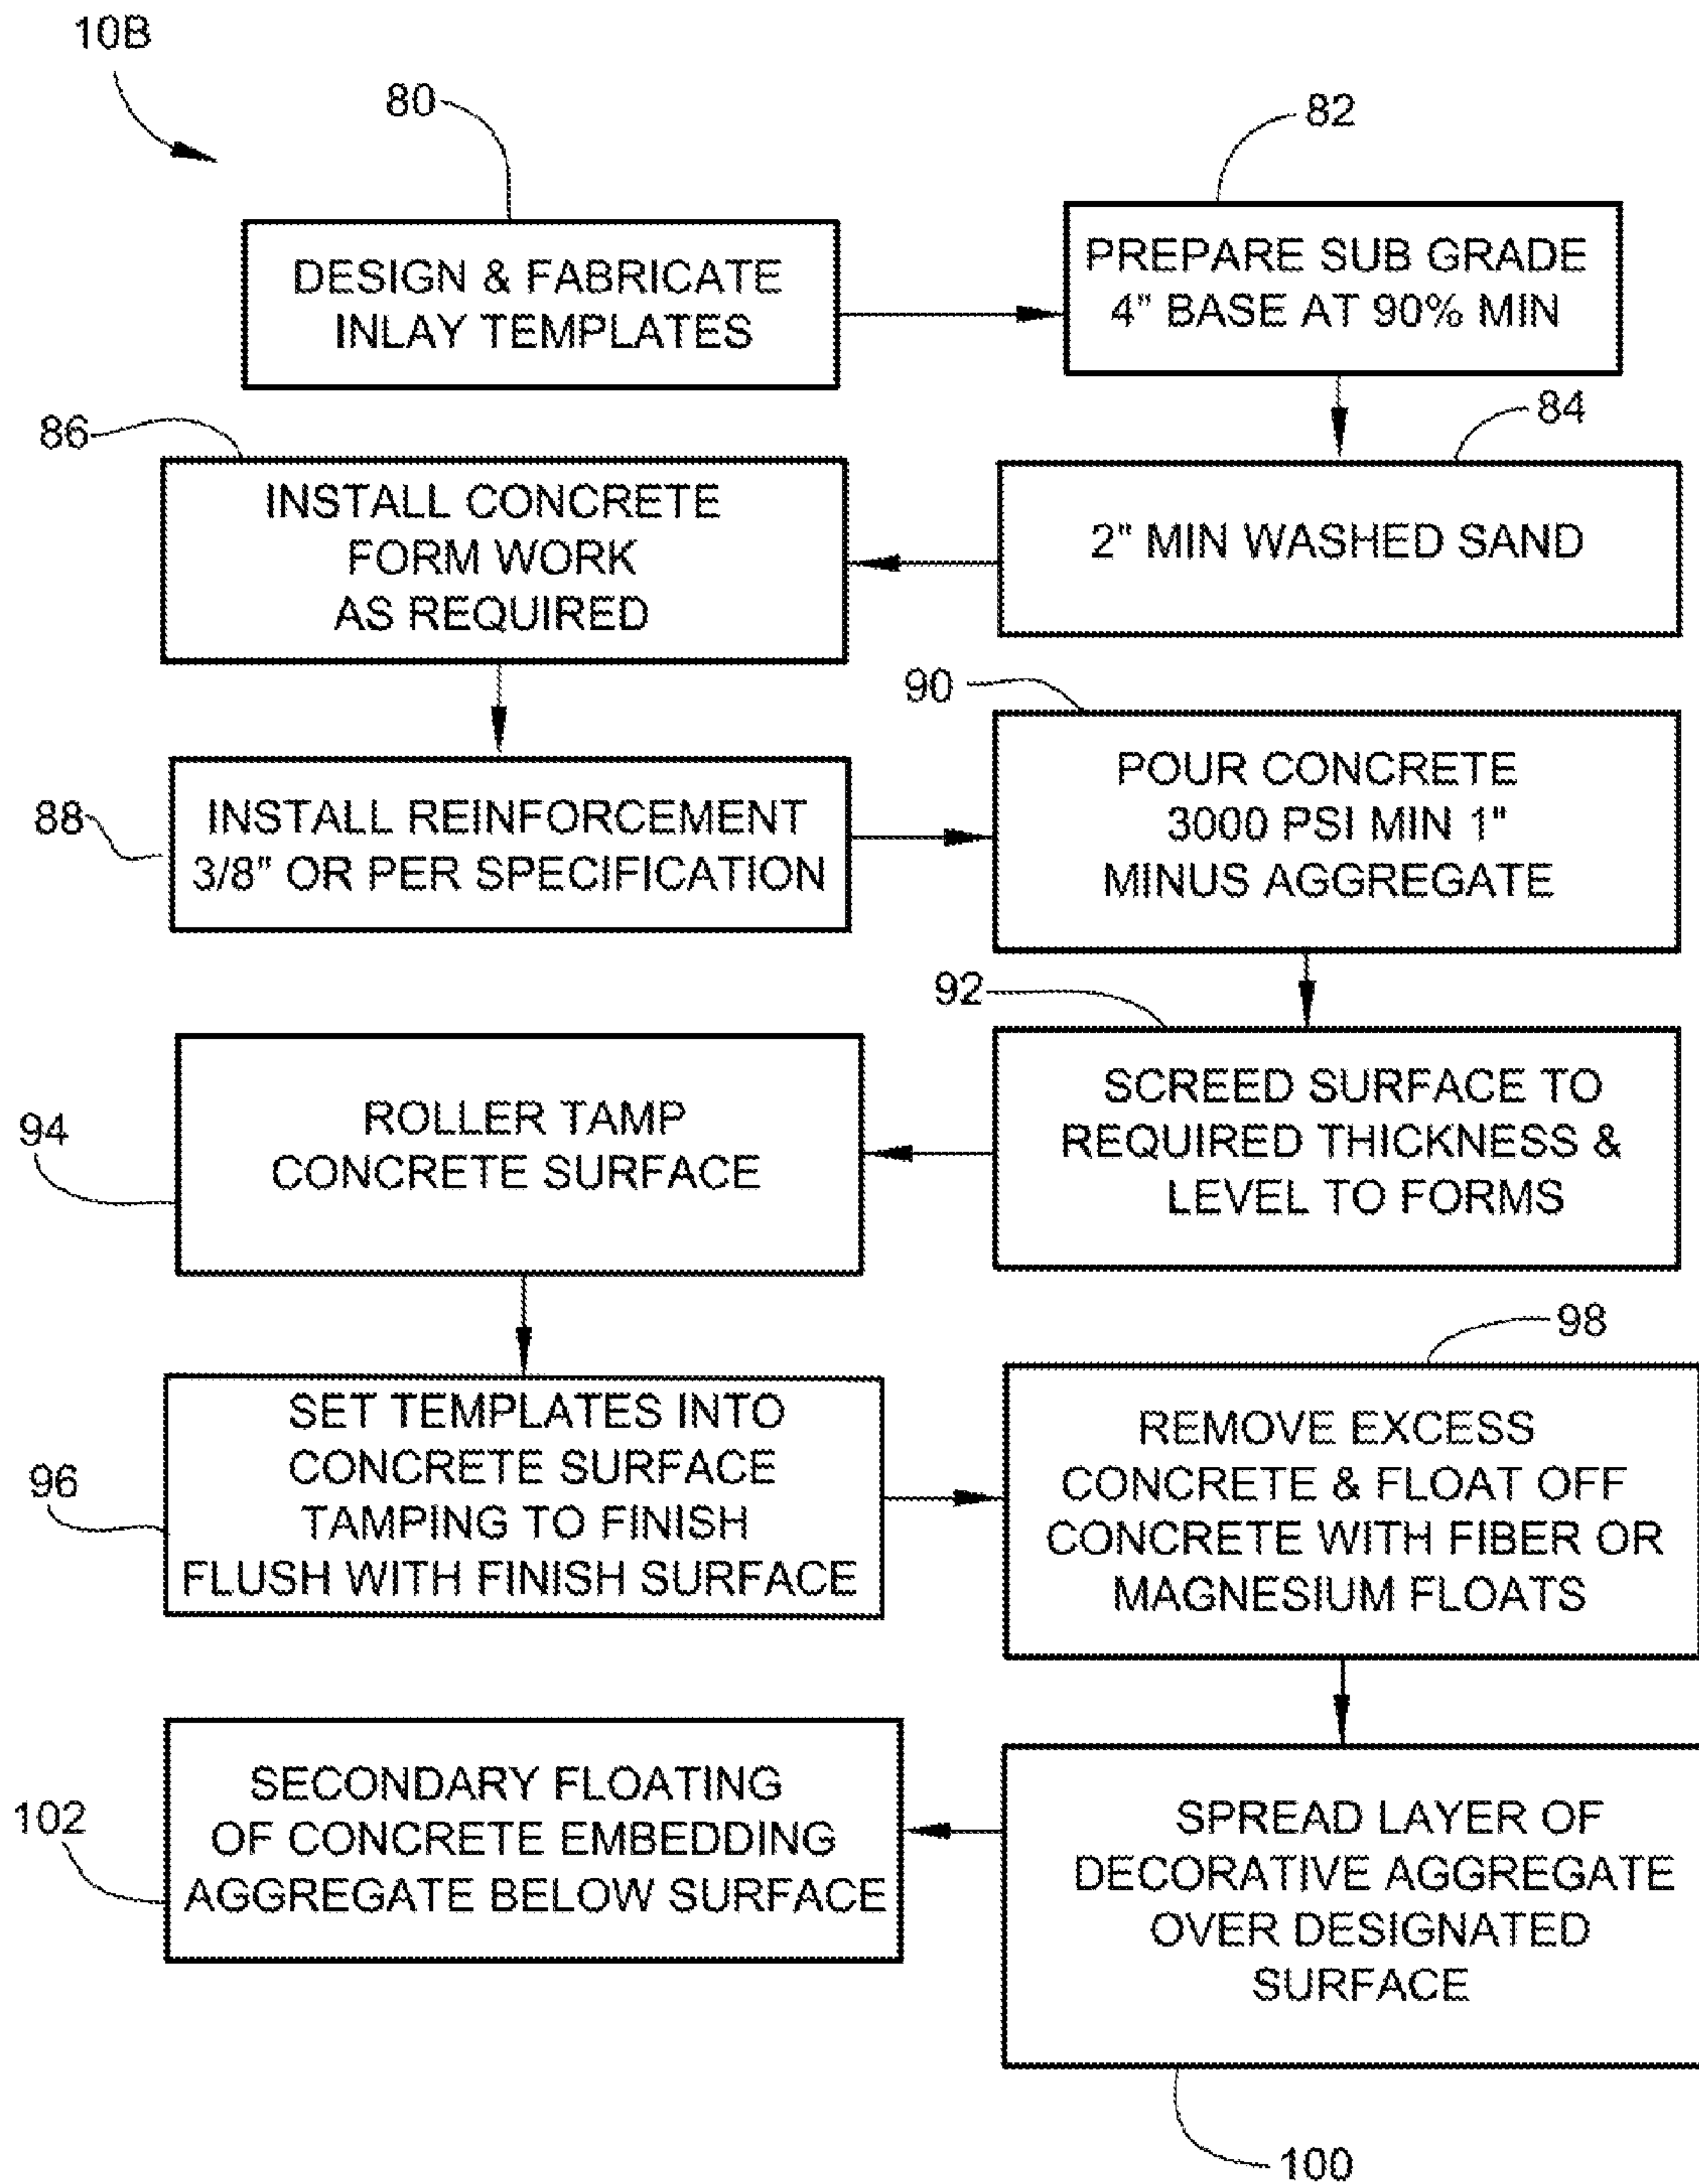 10B
80
DESIGN & FABRICATE
INLAY TEMPLATES
82
PREPARE SUB GRADE
4" BASE AT 90% MIN
84
2" MIN WASHED SAND
86
INSTALL CONCRETE
FORM WORK
AS REQUIRED
88
INSTALL REINFORCEMENT
3/8" OR PER SPECIFICATION
90
POUR CONCRETE
3000 PSI MIN 1"
MINUS AGGREGATE
92
SCREED SURFACE TO
REQUIRED THICKNESS &
LEVEL TO FORMS
94
ROLLER TAMP
CONCRETE SURFACE
96
SET TEMPLATES INTO
CONCRETE SURFACE
TAMPING TO FINISH
FLUSH WITH FINISH SURFACE
98
REMOVE EXCESS
CONCRETE & FLOAT OFF
CONCRETE WITH FIBER OR
MAGNESIUM FLOATS
100
SPREAD LAYER OF
DECORATIVE AGGREGATE
OVER DESIGNATED
SURFACE
102
SECONDARY FLOATING
OF CONCRETE EMBEDDING
AGGREGATE BELOW SURFACE